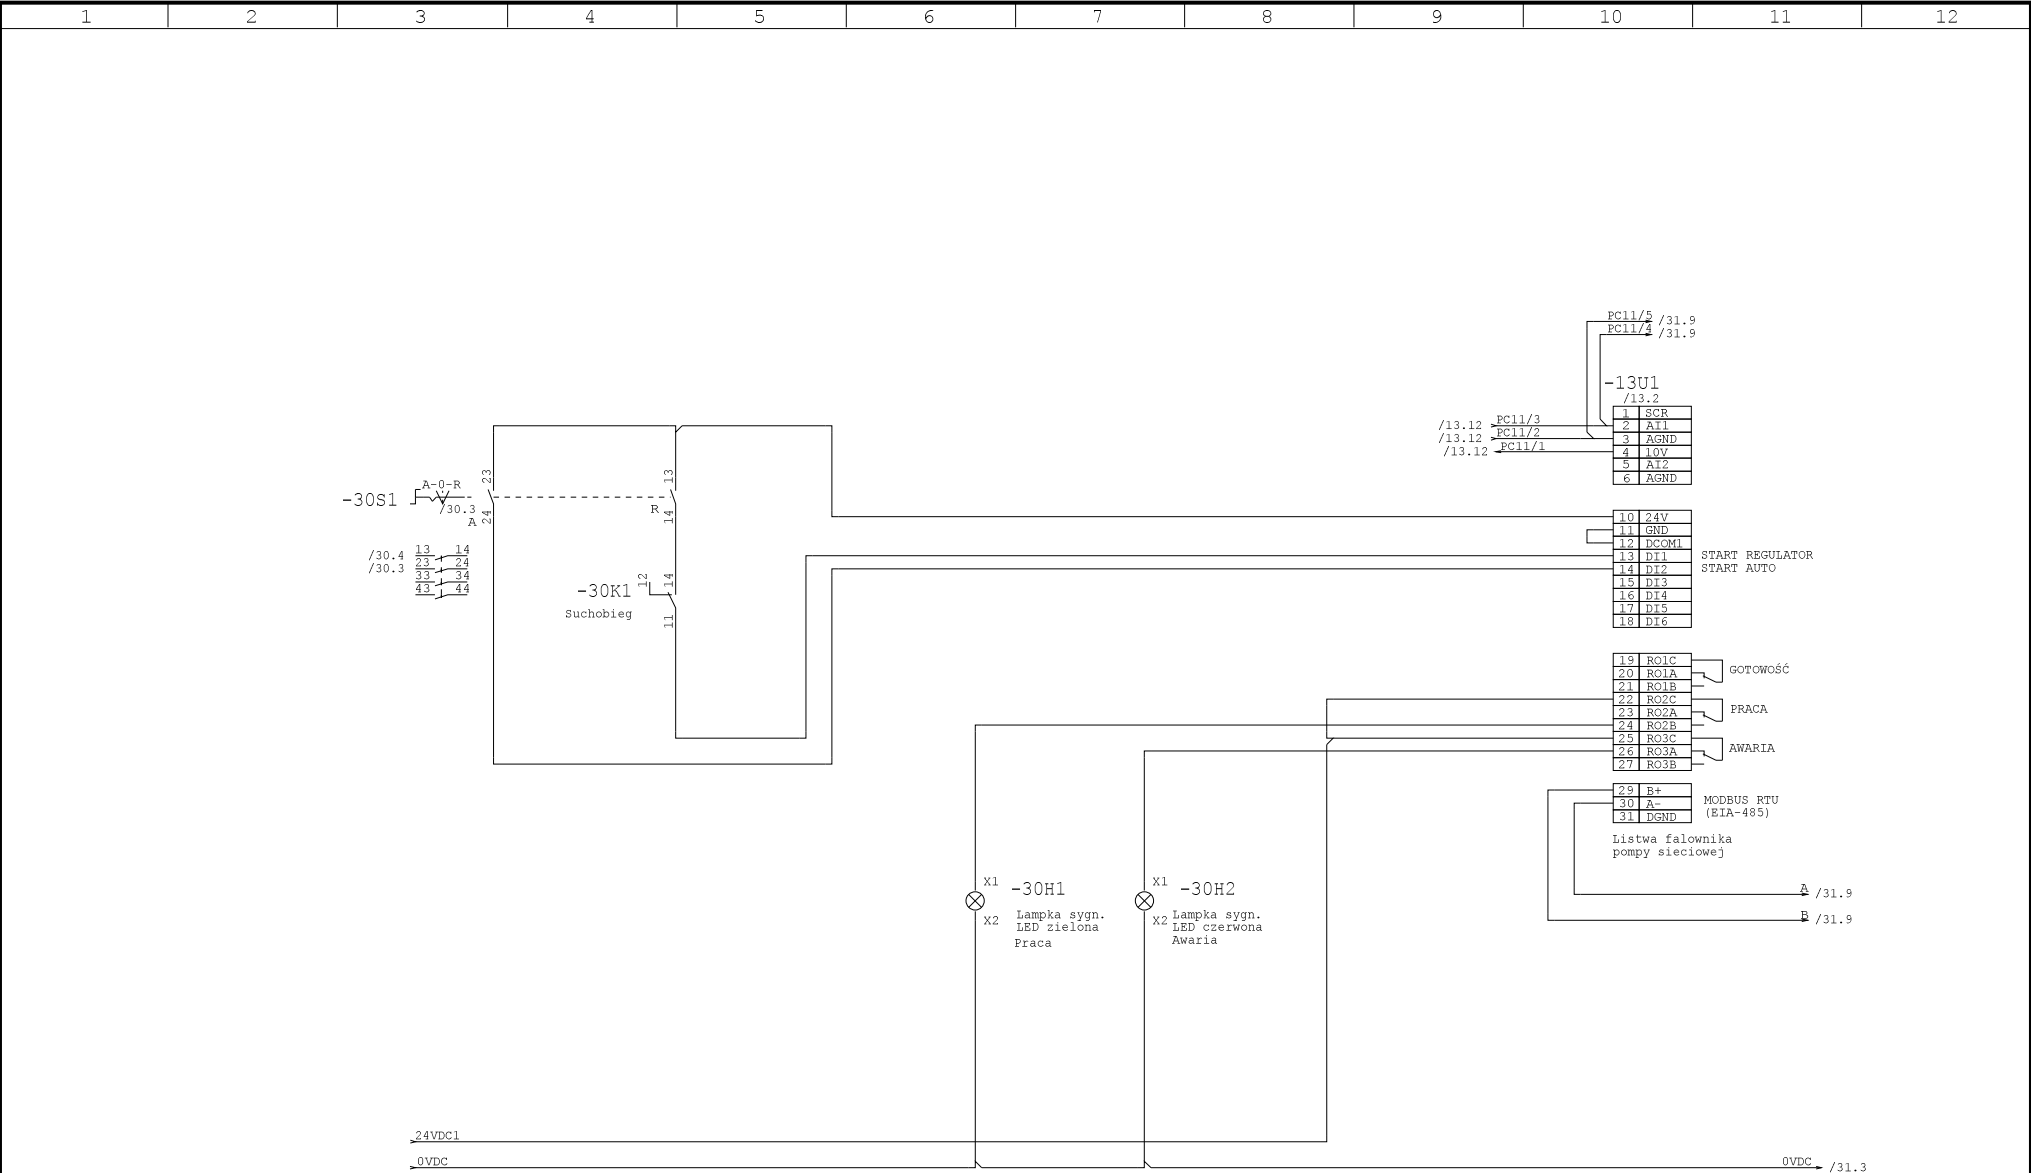 1 2 3 4 5 6 7 8 9 10 11 12
PC11/5 /31.9
PC11/4 /31.9
-13U1
/13.2
1 SCR
/13.12 PC11/3 2 AI1
/13.12 PC11/2 3 AGND
/13.12 PC11/1 4 10V
5 AI2
6 AGND
-30S1
A-0-R
/30.3
A
23
24
13
R
14
/30.4 13 14
/30.3 23 24
33 34
43 44
-30K1
Suchobieg
12
14
11
10 24V
11 GND
12 DCOM1
13 DI1 START REGULATOR
14 DI2 START AUTO
15 DI3
16 DI4
17 DI5
18 DI6
19 RO1C
20 RO1A GOTOWOŚĆ
21 RO1B
22 RO2C
23 RO2A PRACA
24 RO2B
25 RO3C
26 RO3A AWARIA
27 RO3B
29 B+
30 A- MODBUS RTU
31 DGND (EIA-485)
Listwa falownika
pompy sieciowej
A /31.9
B /31.9
X1 -30H1
X2 Lampka sygn.
LED zielona
Praca
X1 -30H2
X2 Lampka sygn.
LED czerwona
Awaria
24VDC1
0VDC
0VDC /31.3